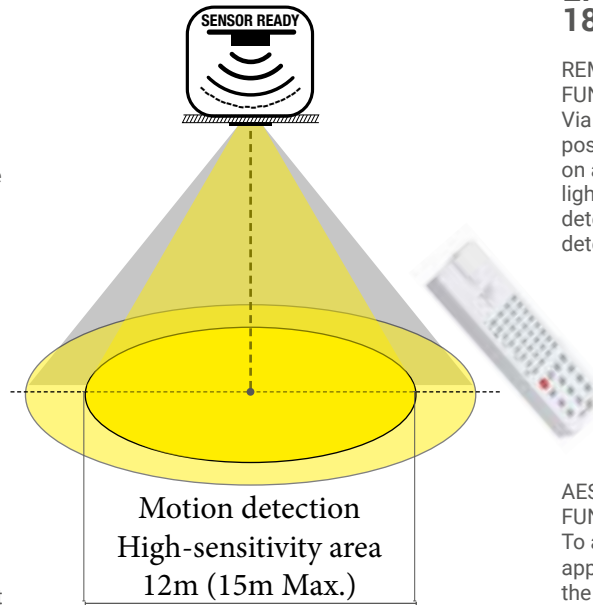 SENSOR READY
18
REM
FUN
Via
pos
on a
ligh
dete
dete
Motion detection
High-sensitivity area
12m (15m Max.)
AES
FUN
To a
app
the